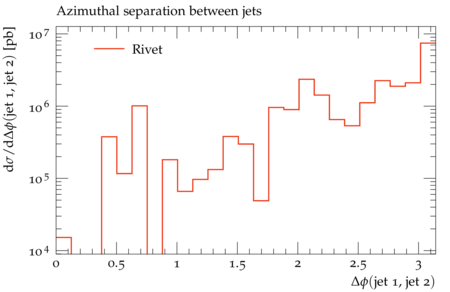 Azimuthal separation between jets
dσ/dΔϕ(jet 1, jet 2) [pb]
10⁷
10⁶
10⁵
10⁴
Rivet
0 0.5 1 1.5 2 2.5 3
Δϕ(jet 1, jet 2)